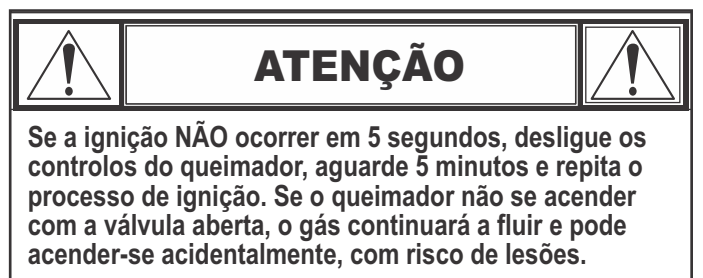 ATENÇÃO
Se a ignição NÃO ocorrer em 5 segundos, desligue os
controlos do queimador, aguarde 5 minutos e repita o
processo de ignição. Se o queimador não se acender
com a válvula aberta, o gás continuará a fluir e pode
acender-se acidentalmente, com risco de lesões.